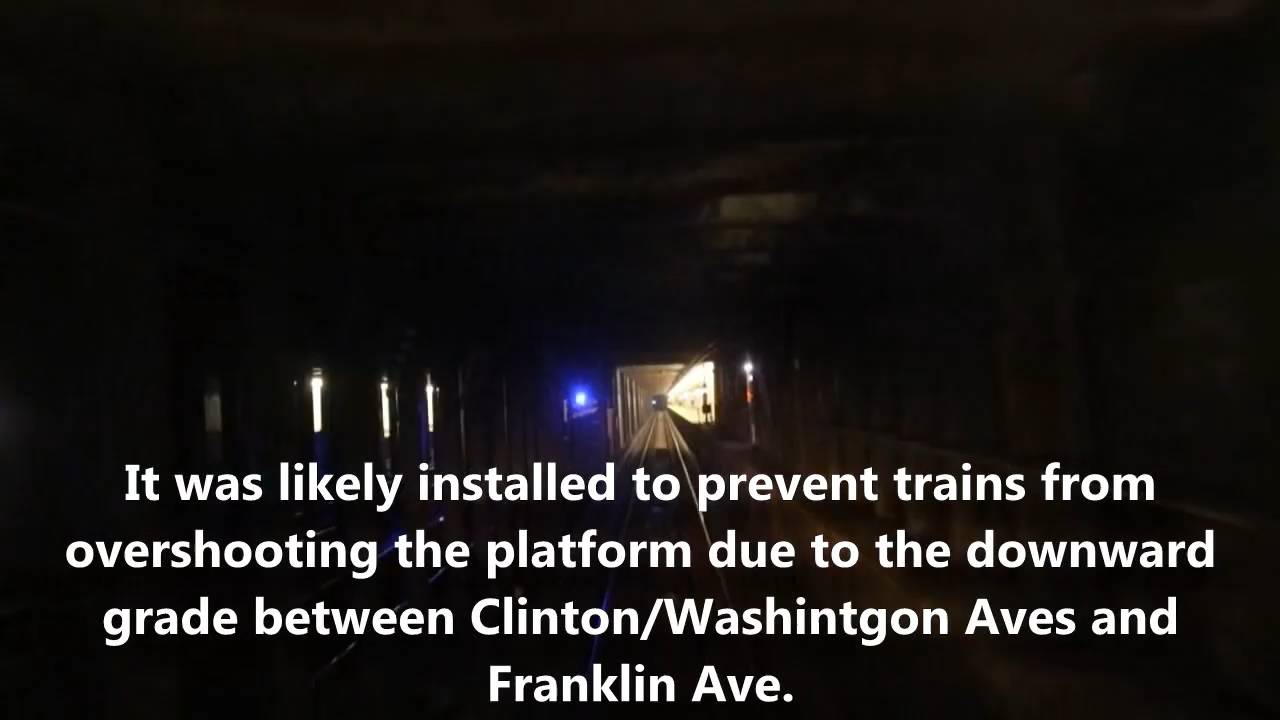 It was likely installed to prevent trains from
overshooting the platform due to the downward
grade between Clinton/Washintgon Aves and
Franklin Ave.